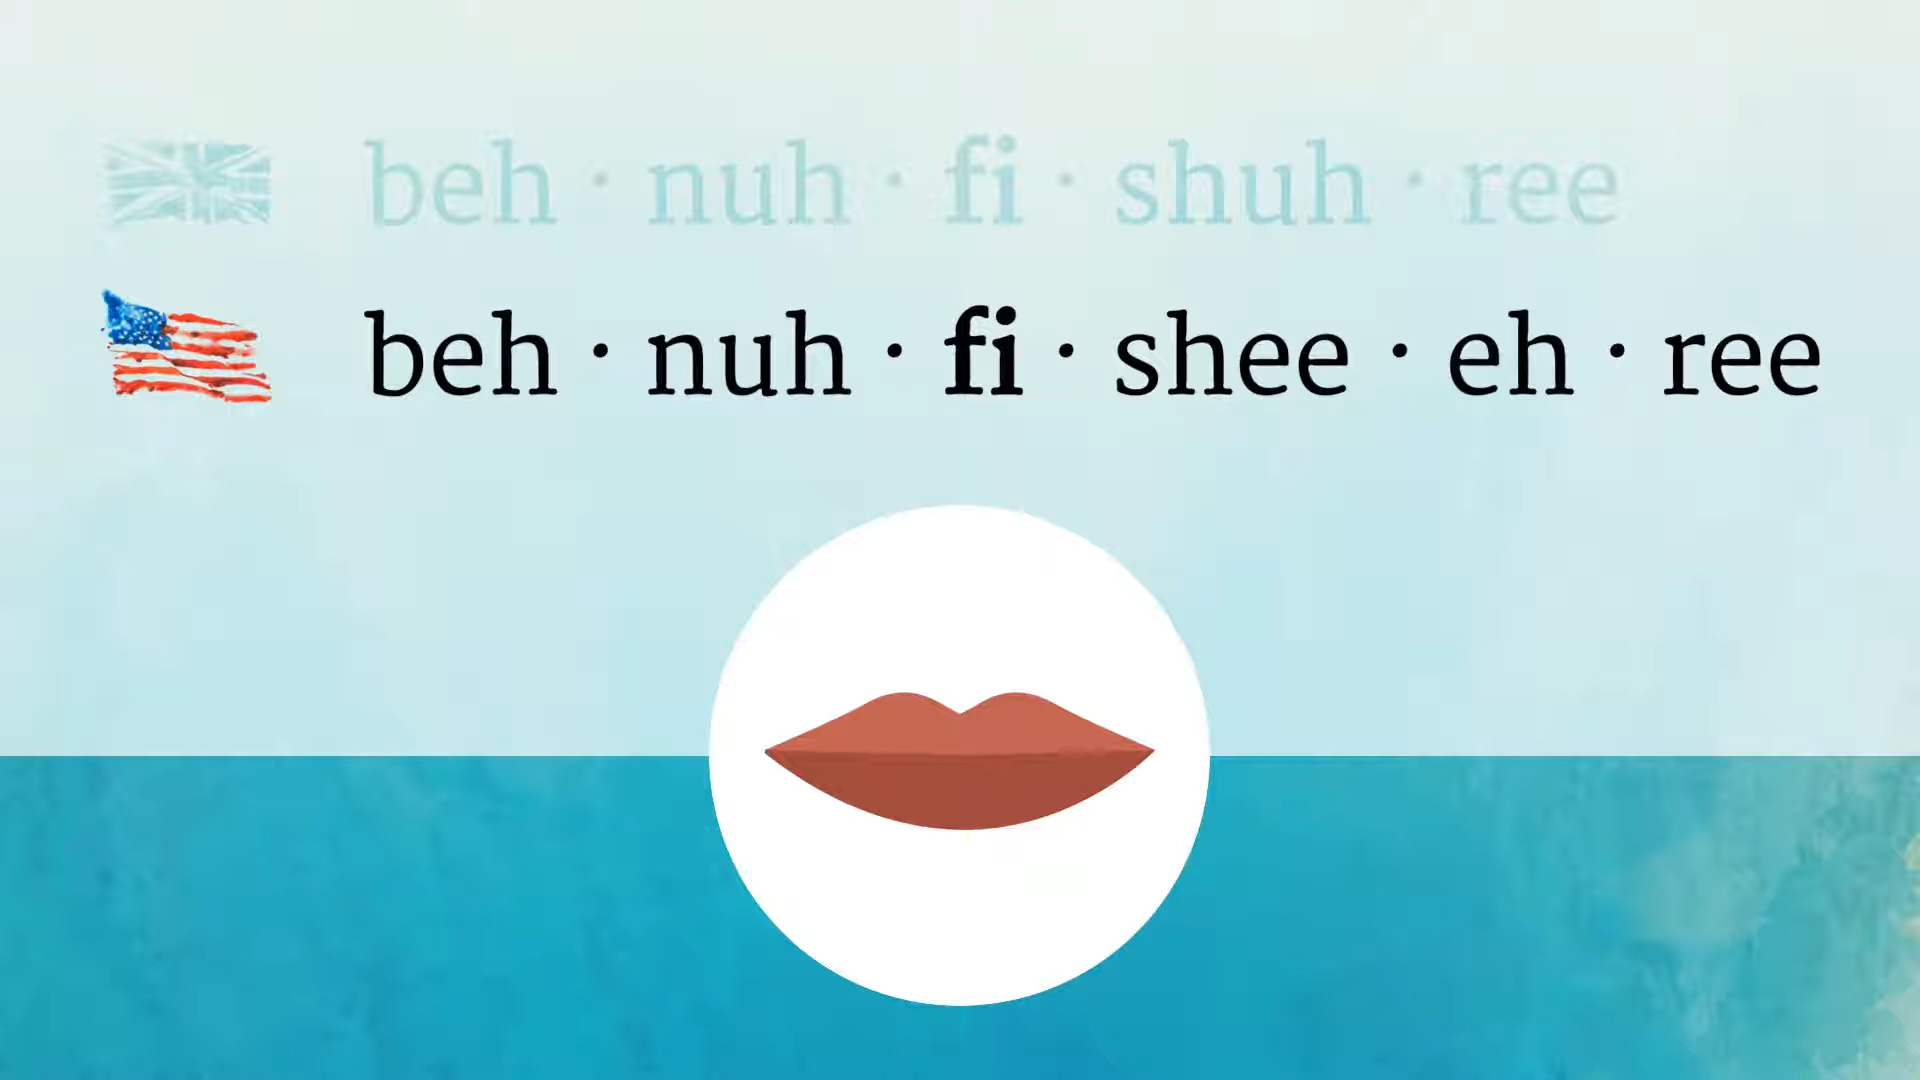 beh · nuh · fi · shuh · ree
beh · nuh · fi · shee · eh · ree